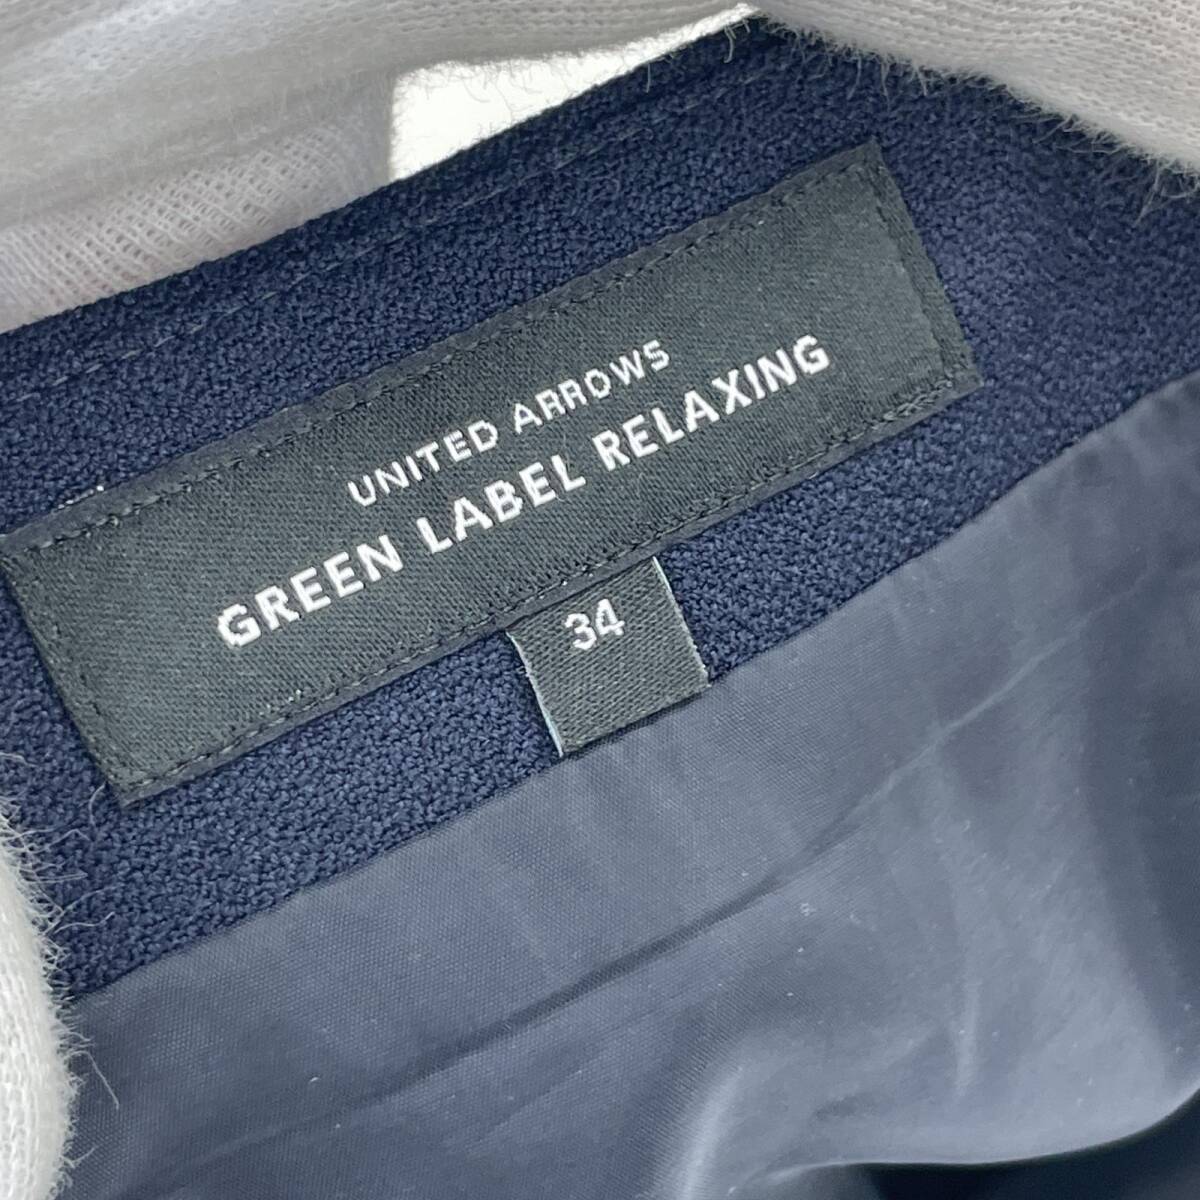 UNITED ARROWS
GREEN LABEL RELAXING
34